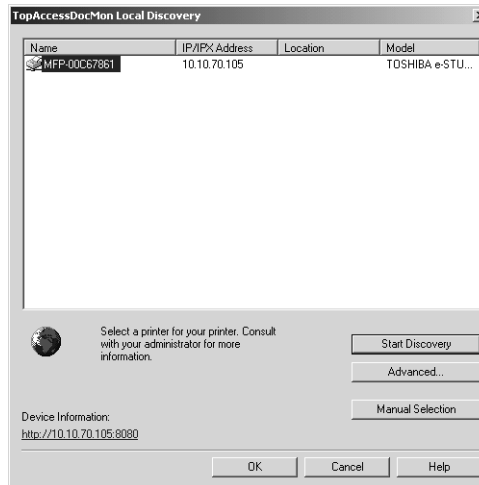 TopAccessDocMon Local Discovery
Name IP/IPX Address Location Model
MFP-00C67861 10.10.70.105 TOSHIBA e-STU...
Select a printer for your printer. Consult
with your administrator for more
information.
Start Discovery
Advanced...
Manual Selection
Device Information:
http://10.10.70.105:8080
OK Cancel Help